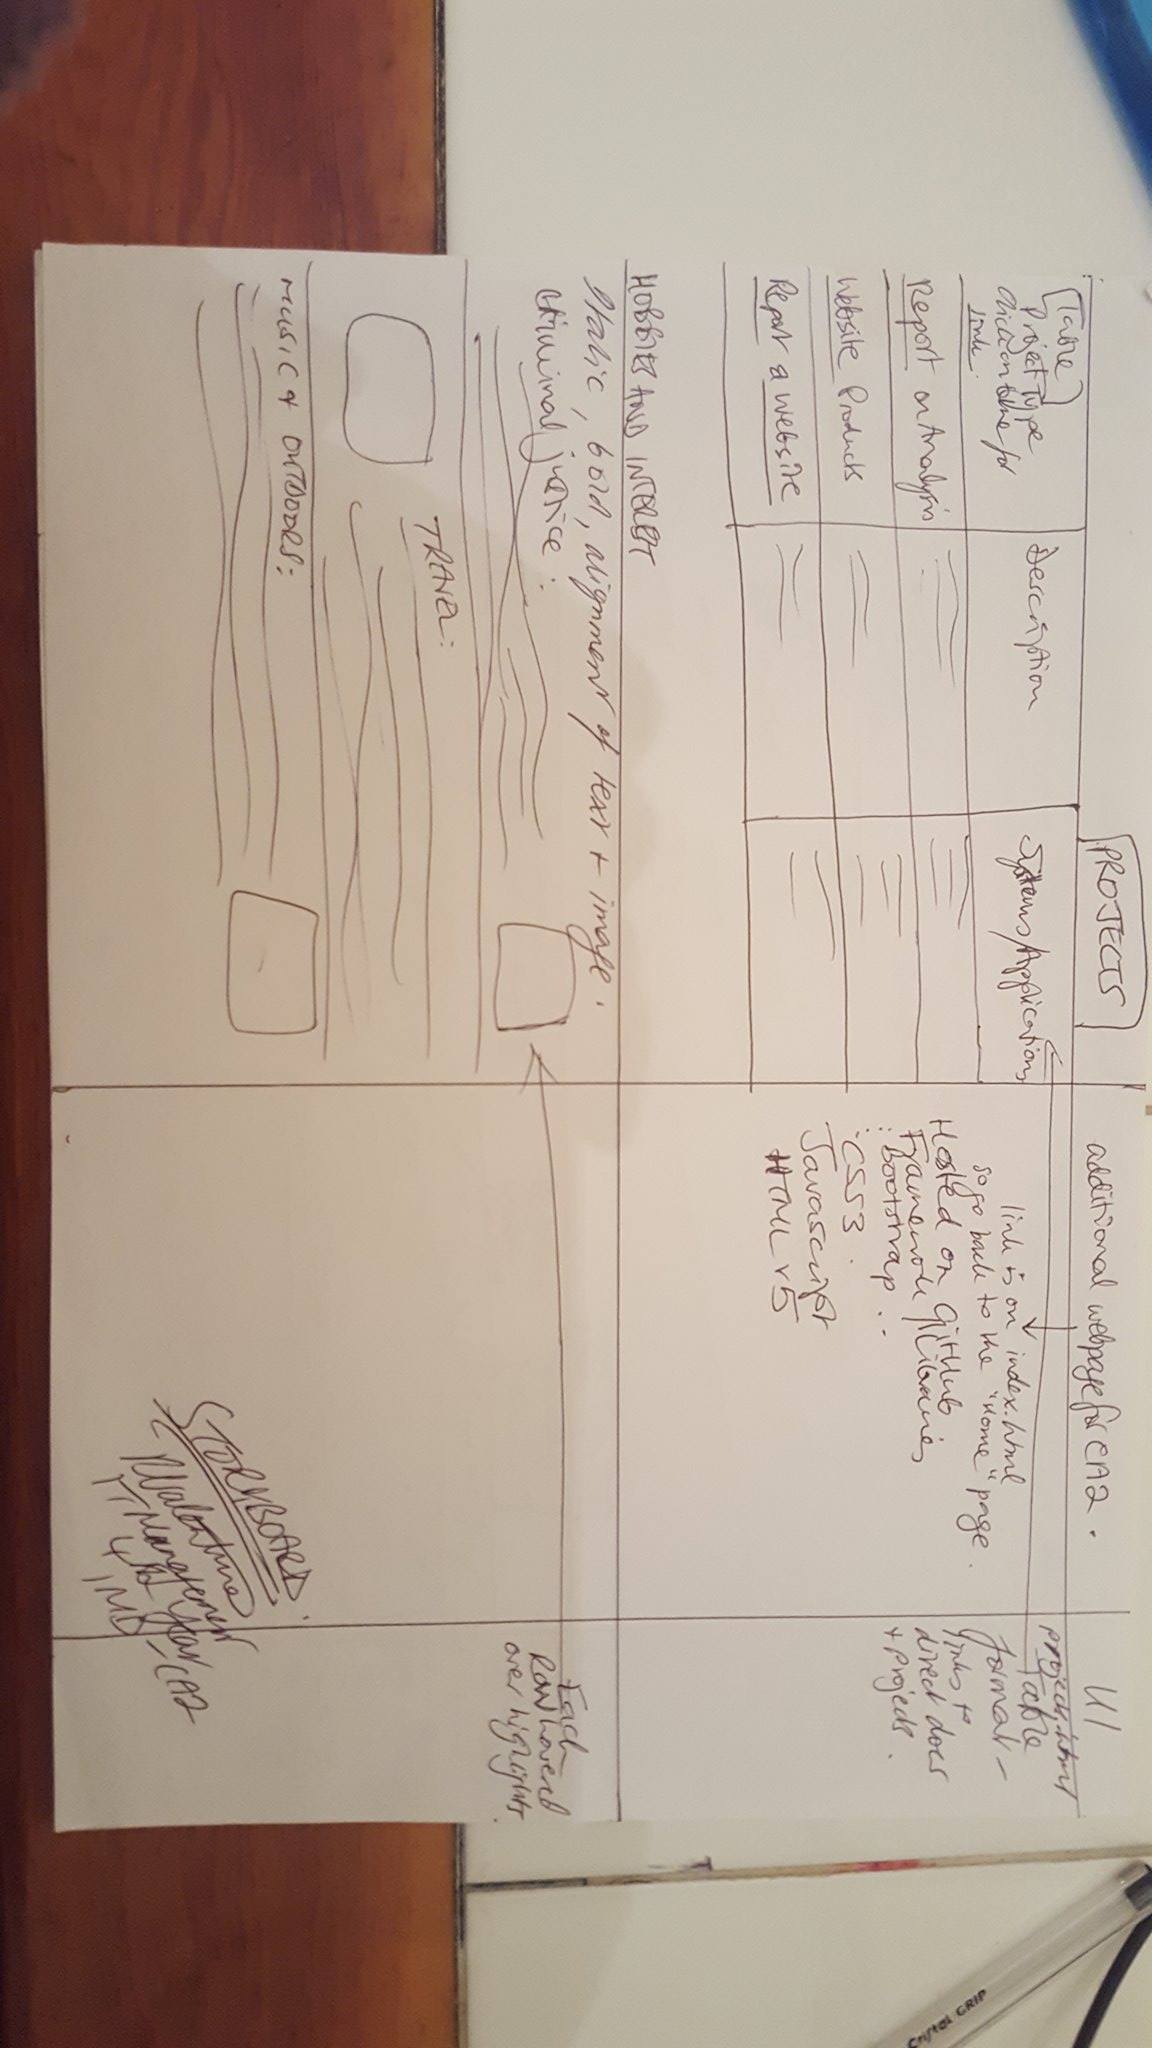 PROJECTS
additional webpage for CA2.
UI
Table
Project Type
Click on the for
link.
Description
Systems/Applications
Report on Analysis
Website Products
Report & Website
link is on index.html
so go back to the "Home" page.
Hosted on GitHub.
Framework / Libraries
: Bootstrap ..
: CSS3.
Javascript
HTML v5
projects.html
Table
format -
links to
direct docs
+ Projects.
HOBBIES AND INTEREST
Italic, bold, alignment of text + image.
Criminal justice:
TRAVEL:
MUSIC & OUTDOORS:
Each
Row hovered
over highlights.
STORYBOARD.
RValentine
IT Management
4th Year
IMD-CA2
GRIP